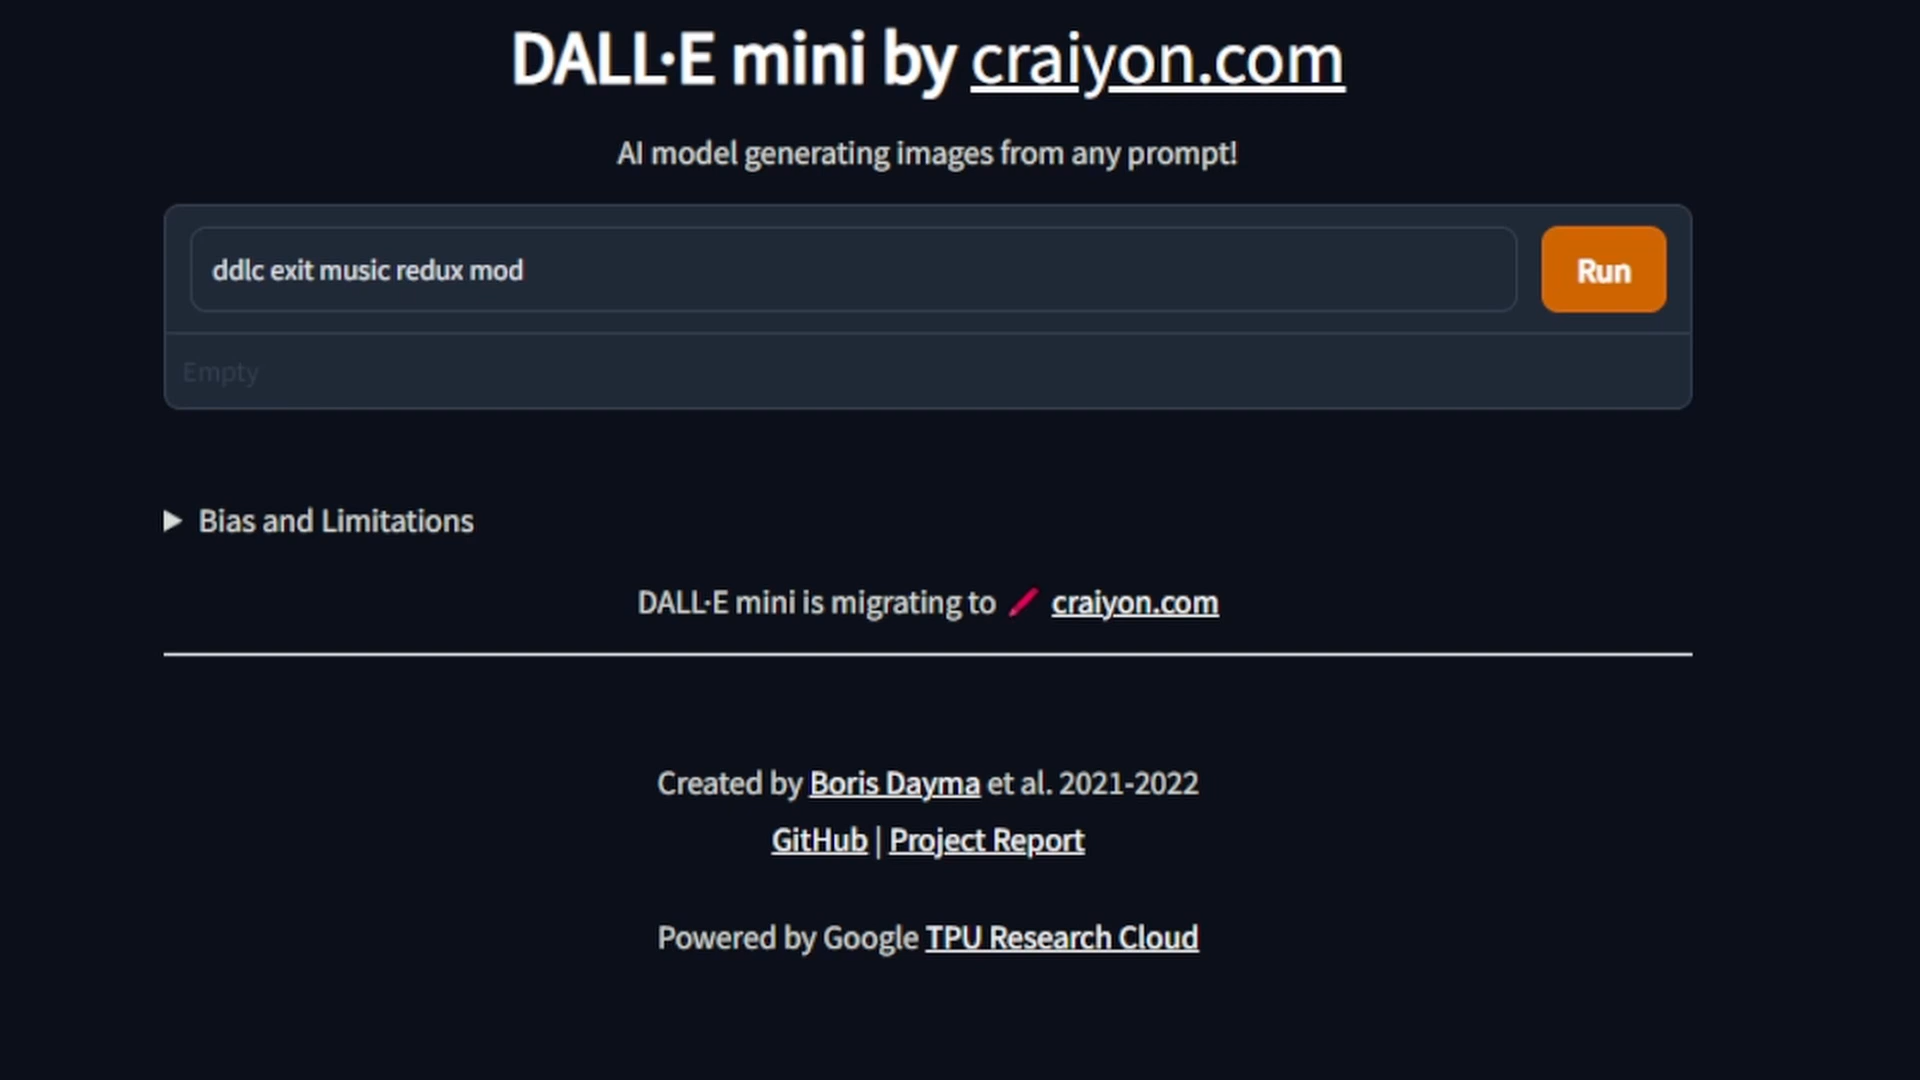 DALL·E mini by craiyon.com
AI model generating images from any prompt!
ddlc exit music redux mod
Run
Empty
Bias and Limitations
DALL·E mini is migrating to craiyon.com
Created by Boris Dayma et al. 2021-2022
GitHub | Project Report
Powered by Google TPU Research Cloud